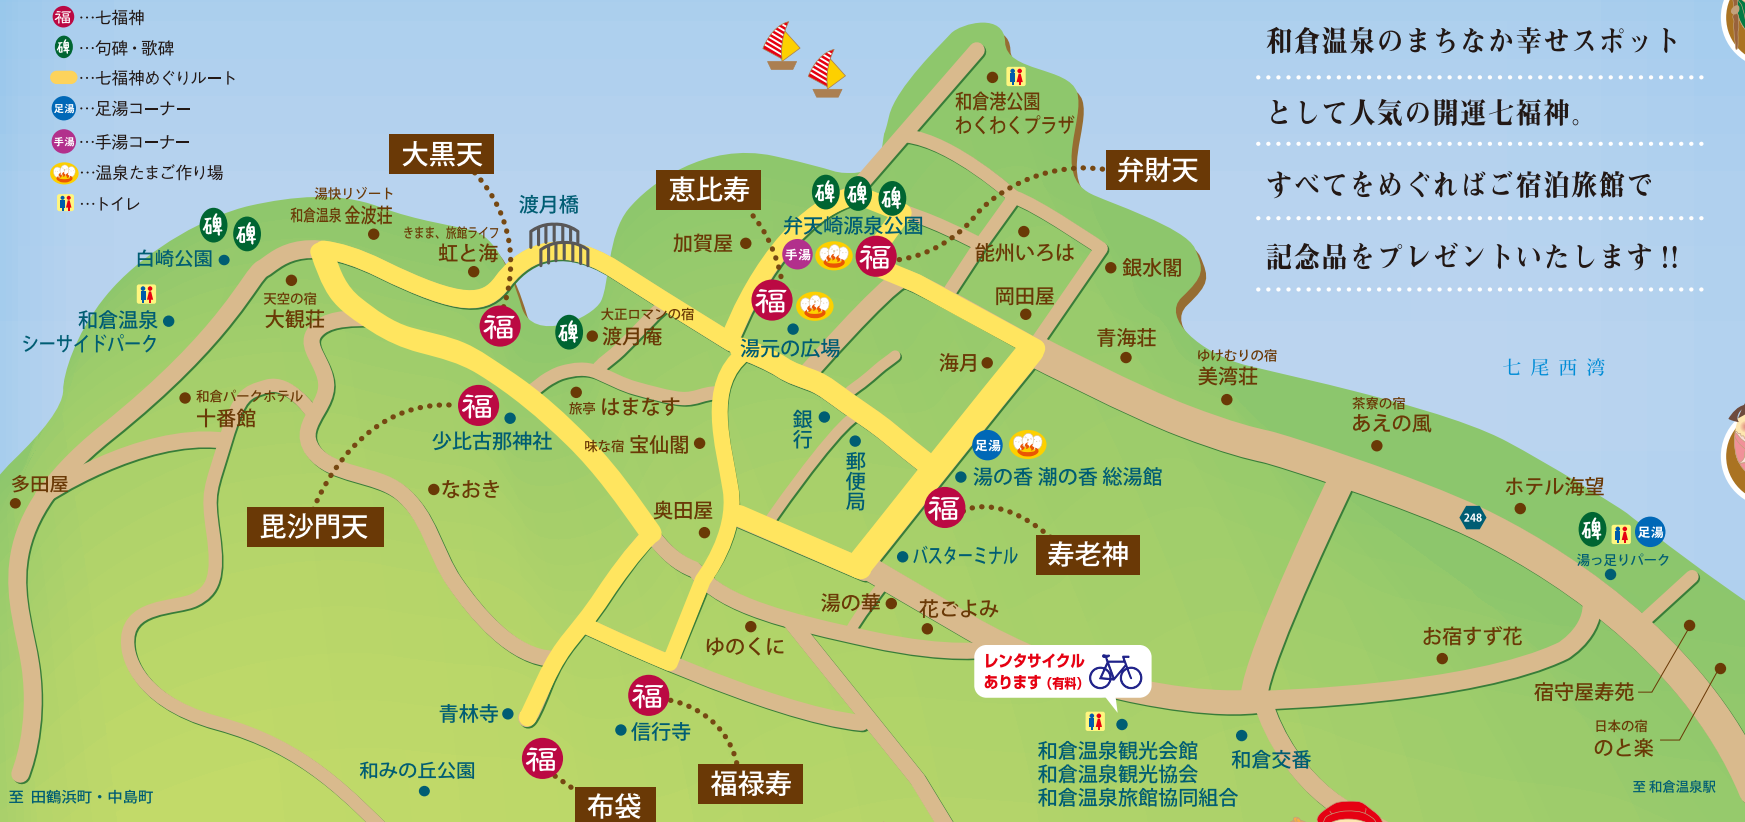 福 …七福神
碑 …句碑・歌碑
…七福神めぐりルート
足湯 …足湯コーナー
手湯 …手湯コーナー
…温泉たまご作り場
…トイレ
和倉温泉のまちなか幸せスポット
として人気の開運七福神。
すべてをめぐればご宿泊旅館で
記念品をプレゼントいたします!!
和倉港公園
わくわくプラザ
大黒天
恵比寿
弁財天
渡月橋
碑 碑 碑
弁天崎源泉公園
手湯
福
加賀屋
能州いろは
銀水閣
岡田屋
湯快リゾート
和倉温泉 金波荘
きまま、旅館ライフ
虹と海
碑 碑
白崎公園
天空の宿
大観荘
和倉温泉
シーサイドパーク
福
碑
大正ロマンの宿
渡月庵
福
湯元の広場
海月
青海荘
ゆけむりの宿
美湾荘
七尾西湾
茶寮の宿
あえの風
和倉パークホテル
十番館
福
少比古那神社
旅亭 はまなす
味な宿 宝仙閣
銀行
郵便局
足湯
湯の香 潮の香 総湯館
福
寿老神
バスターミナル
多田屋
なおき
毘沙門天
奥田屋
ホテル海望
248
碑
足湯
湯っ足りパーク
湯の華
花ごよみ
ゆのくに
レンタサイクル
あります(有料)
お宿すず花
宿守屋寿苑
日本の宿
のと楽
青林寺
福
信行寺
福
福禄寿
布袋
和みの丘公園
和倉温泉観光会館
和倉温泉観光協会
和倉温泉旅館協同組合
和倉交番
至 田鶴浜町・中島町
至 和倉温泉駅